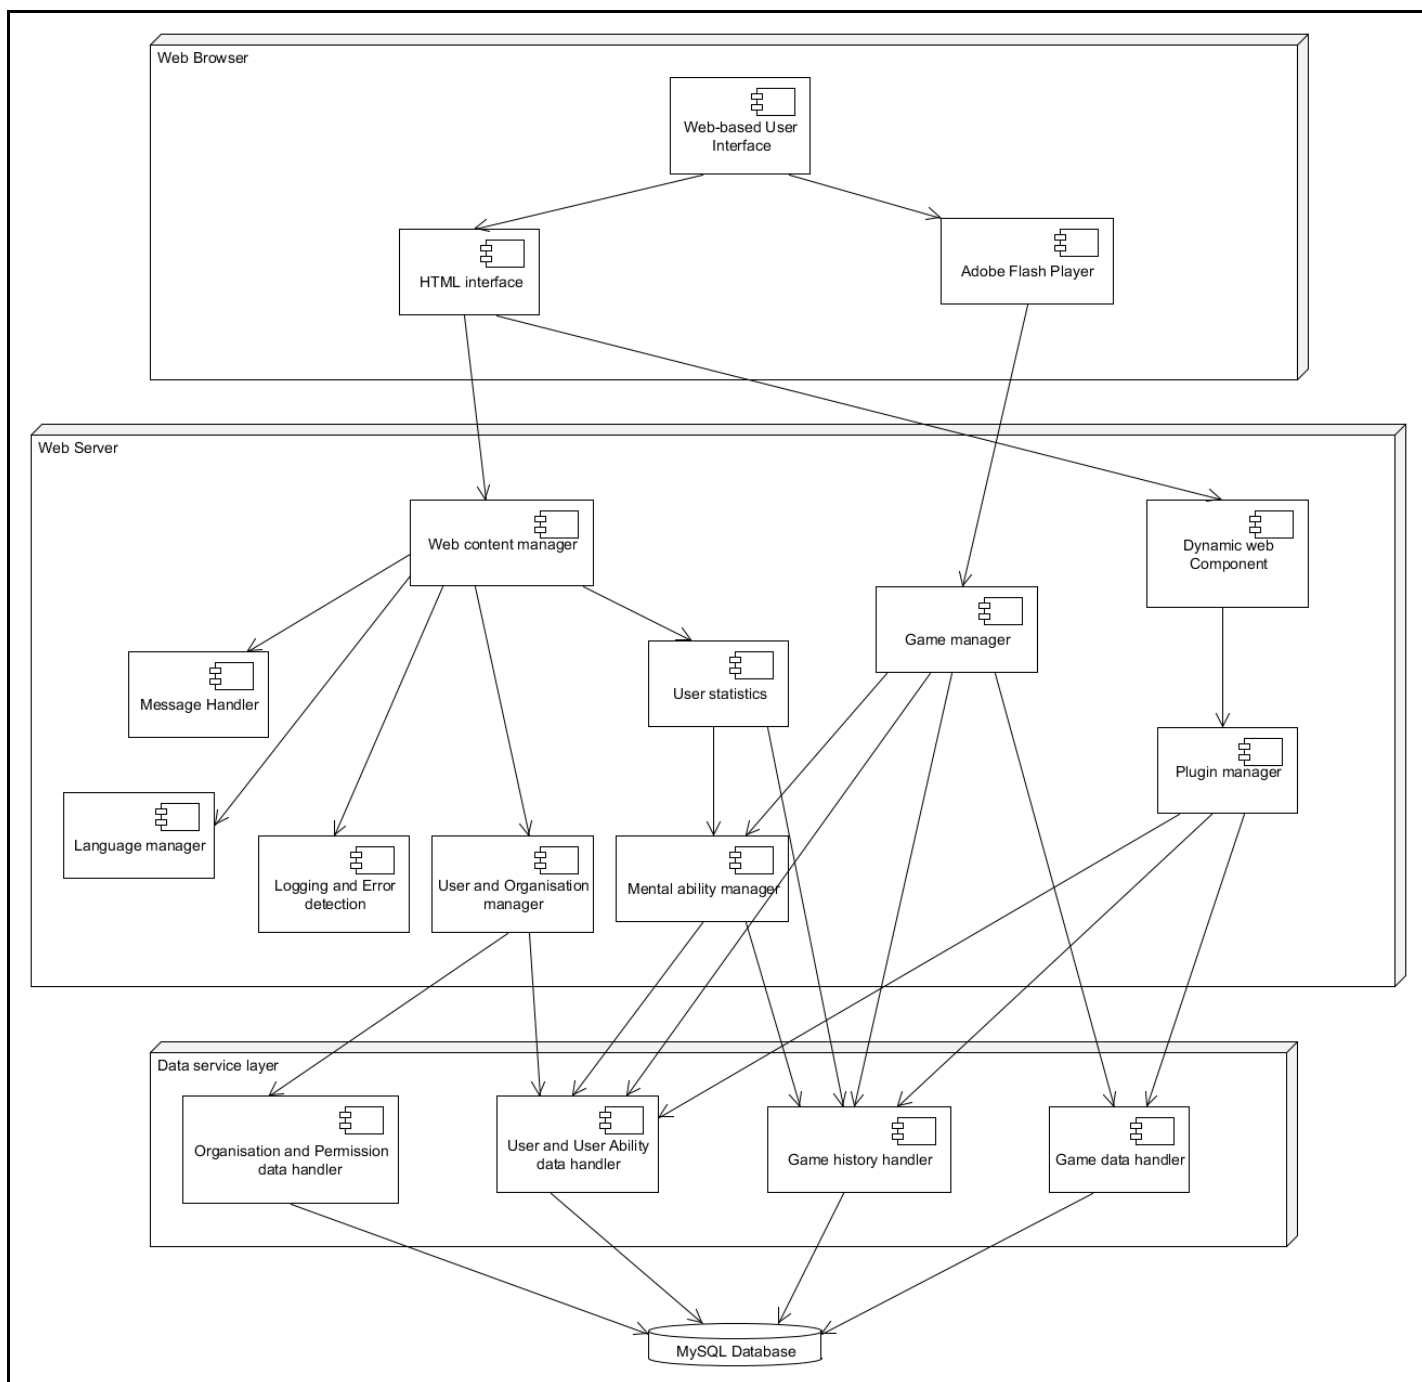 Web Browser
Web-based User
Interface
HTML interface
Adobe Flash Player
Web Server
Web content manager
Dynamic web
Component
Game manager
Message Handler
User statistics
Plugin manager
Language manager
Logging and Error
detection
User and Organisation
manager
Mental ability manager
Data service layer
Organisation and Permission
data handler
User and User Ability
data handler
Game history handler
Game data handler
MySQL Database